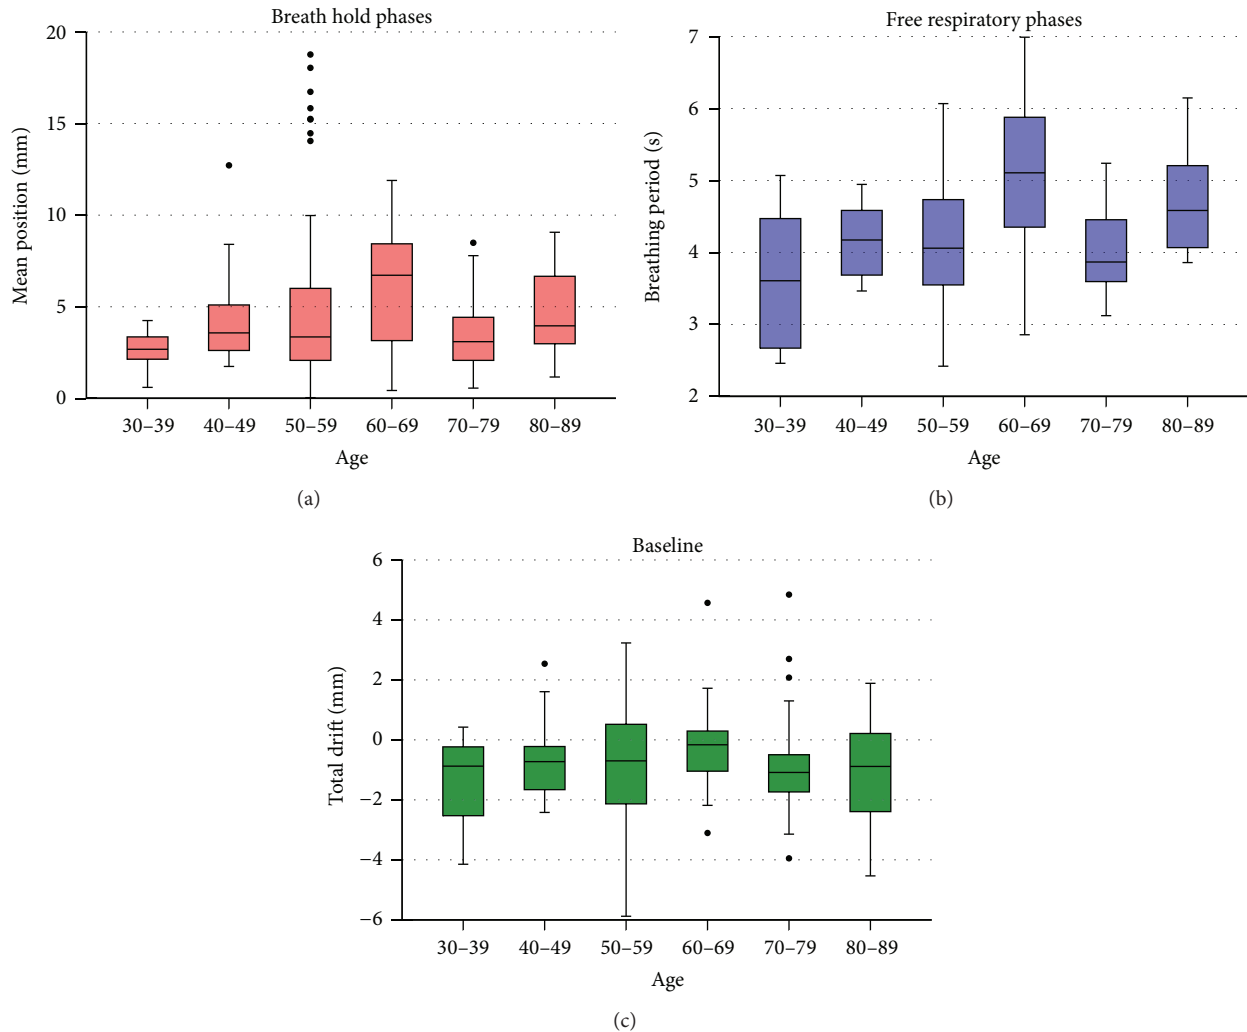 Breath hold phases
20
15
10
5
0
Mean position (mm)
30–39 40–49 50–59 60–69 70–79 80–89
Age
(a)
Free respiratory phases
7
6
5
4
3
2
Breathing period (s)
30–39 40–49 50–59 60–69 70–79 80–89
Age
(b)
Baseline
6
4
2
0
−2
−4
−6
Total drift (mm)
30–39 40–49 50–59 60–69 70–79 80–89
Age
(c)